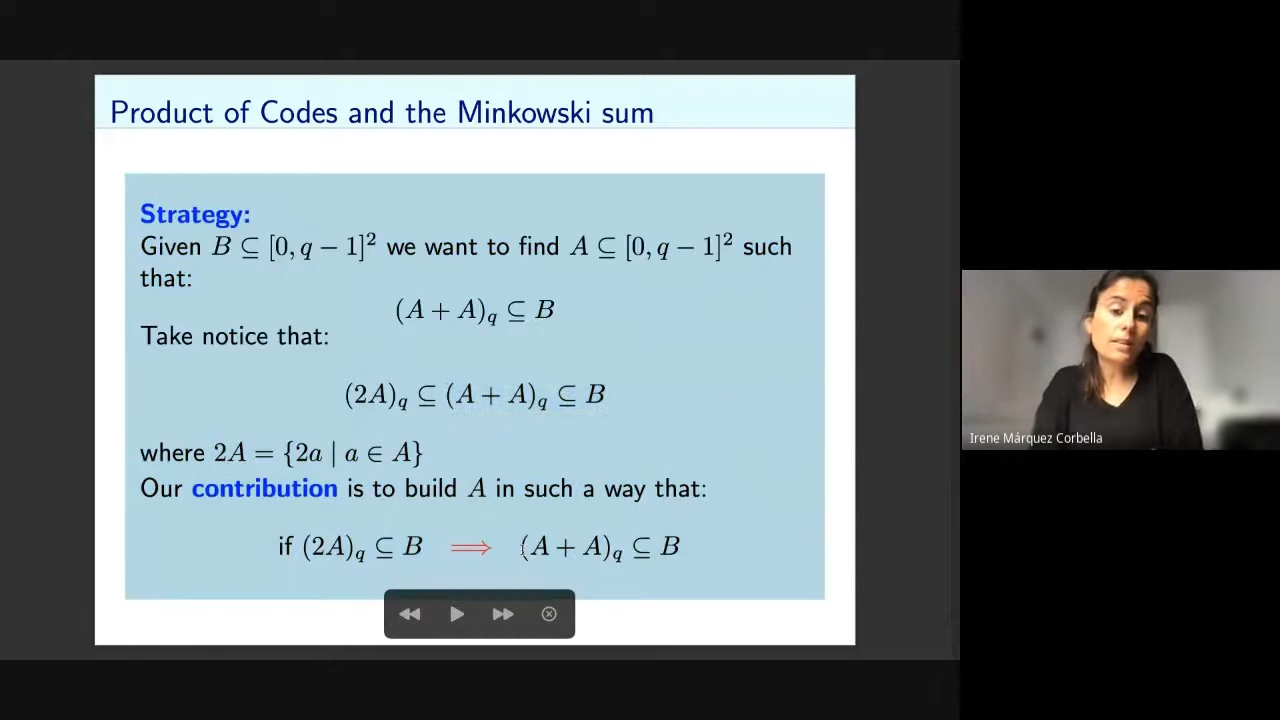 Product of Codes and the Minkowski sum
Strategy:
Given B ⊆ [0, q − 1]² we want to find A ⊆ [0, q − 1]² such
that:
(A + A)_q ⊆ B
Take notice that:
(2A)_q ⊆ (A + A)_q ⊆ B
where 2A = {2a | a ∈ A}
Our contribution is to build A in such a way that:
if (2A)_q ⊆ B ⟹ (A + A)_q ⊆ B
Irene Márquez Corbella